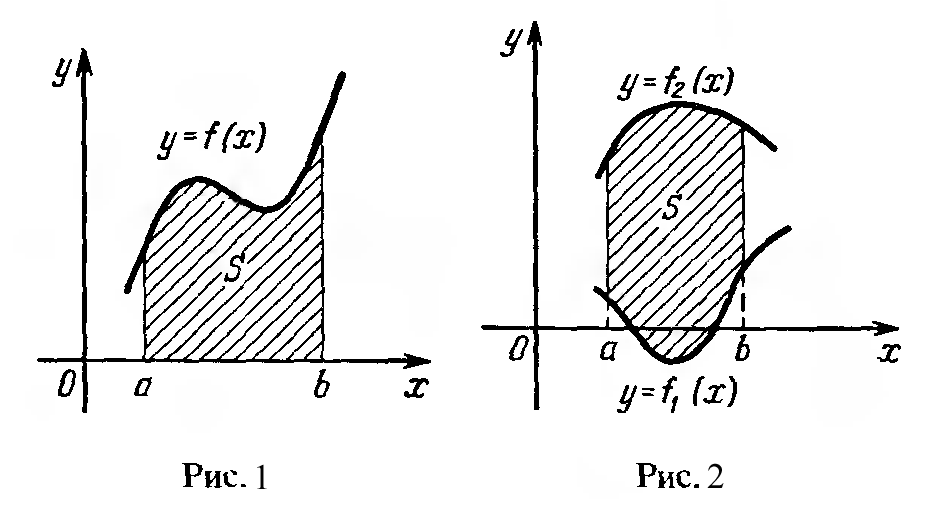 y
y = f (x)
S
0
a
b
x
Рис. 1
y
y = f₂ (x)
S
0
a
b
x
y = f₁ (x)
Рис. 2